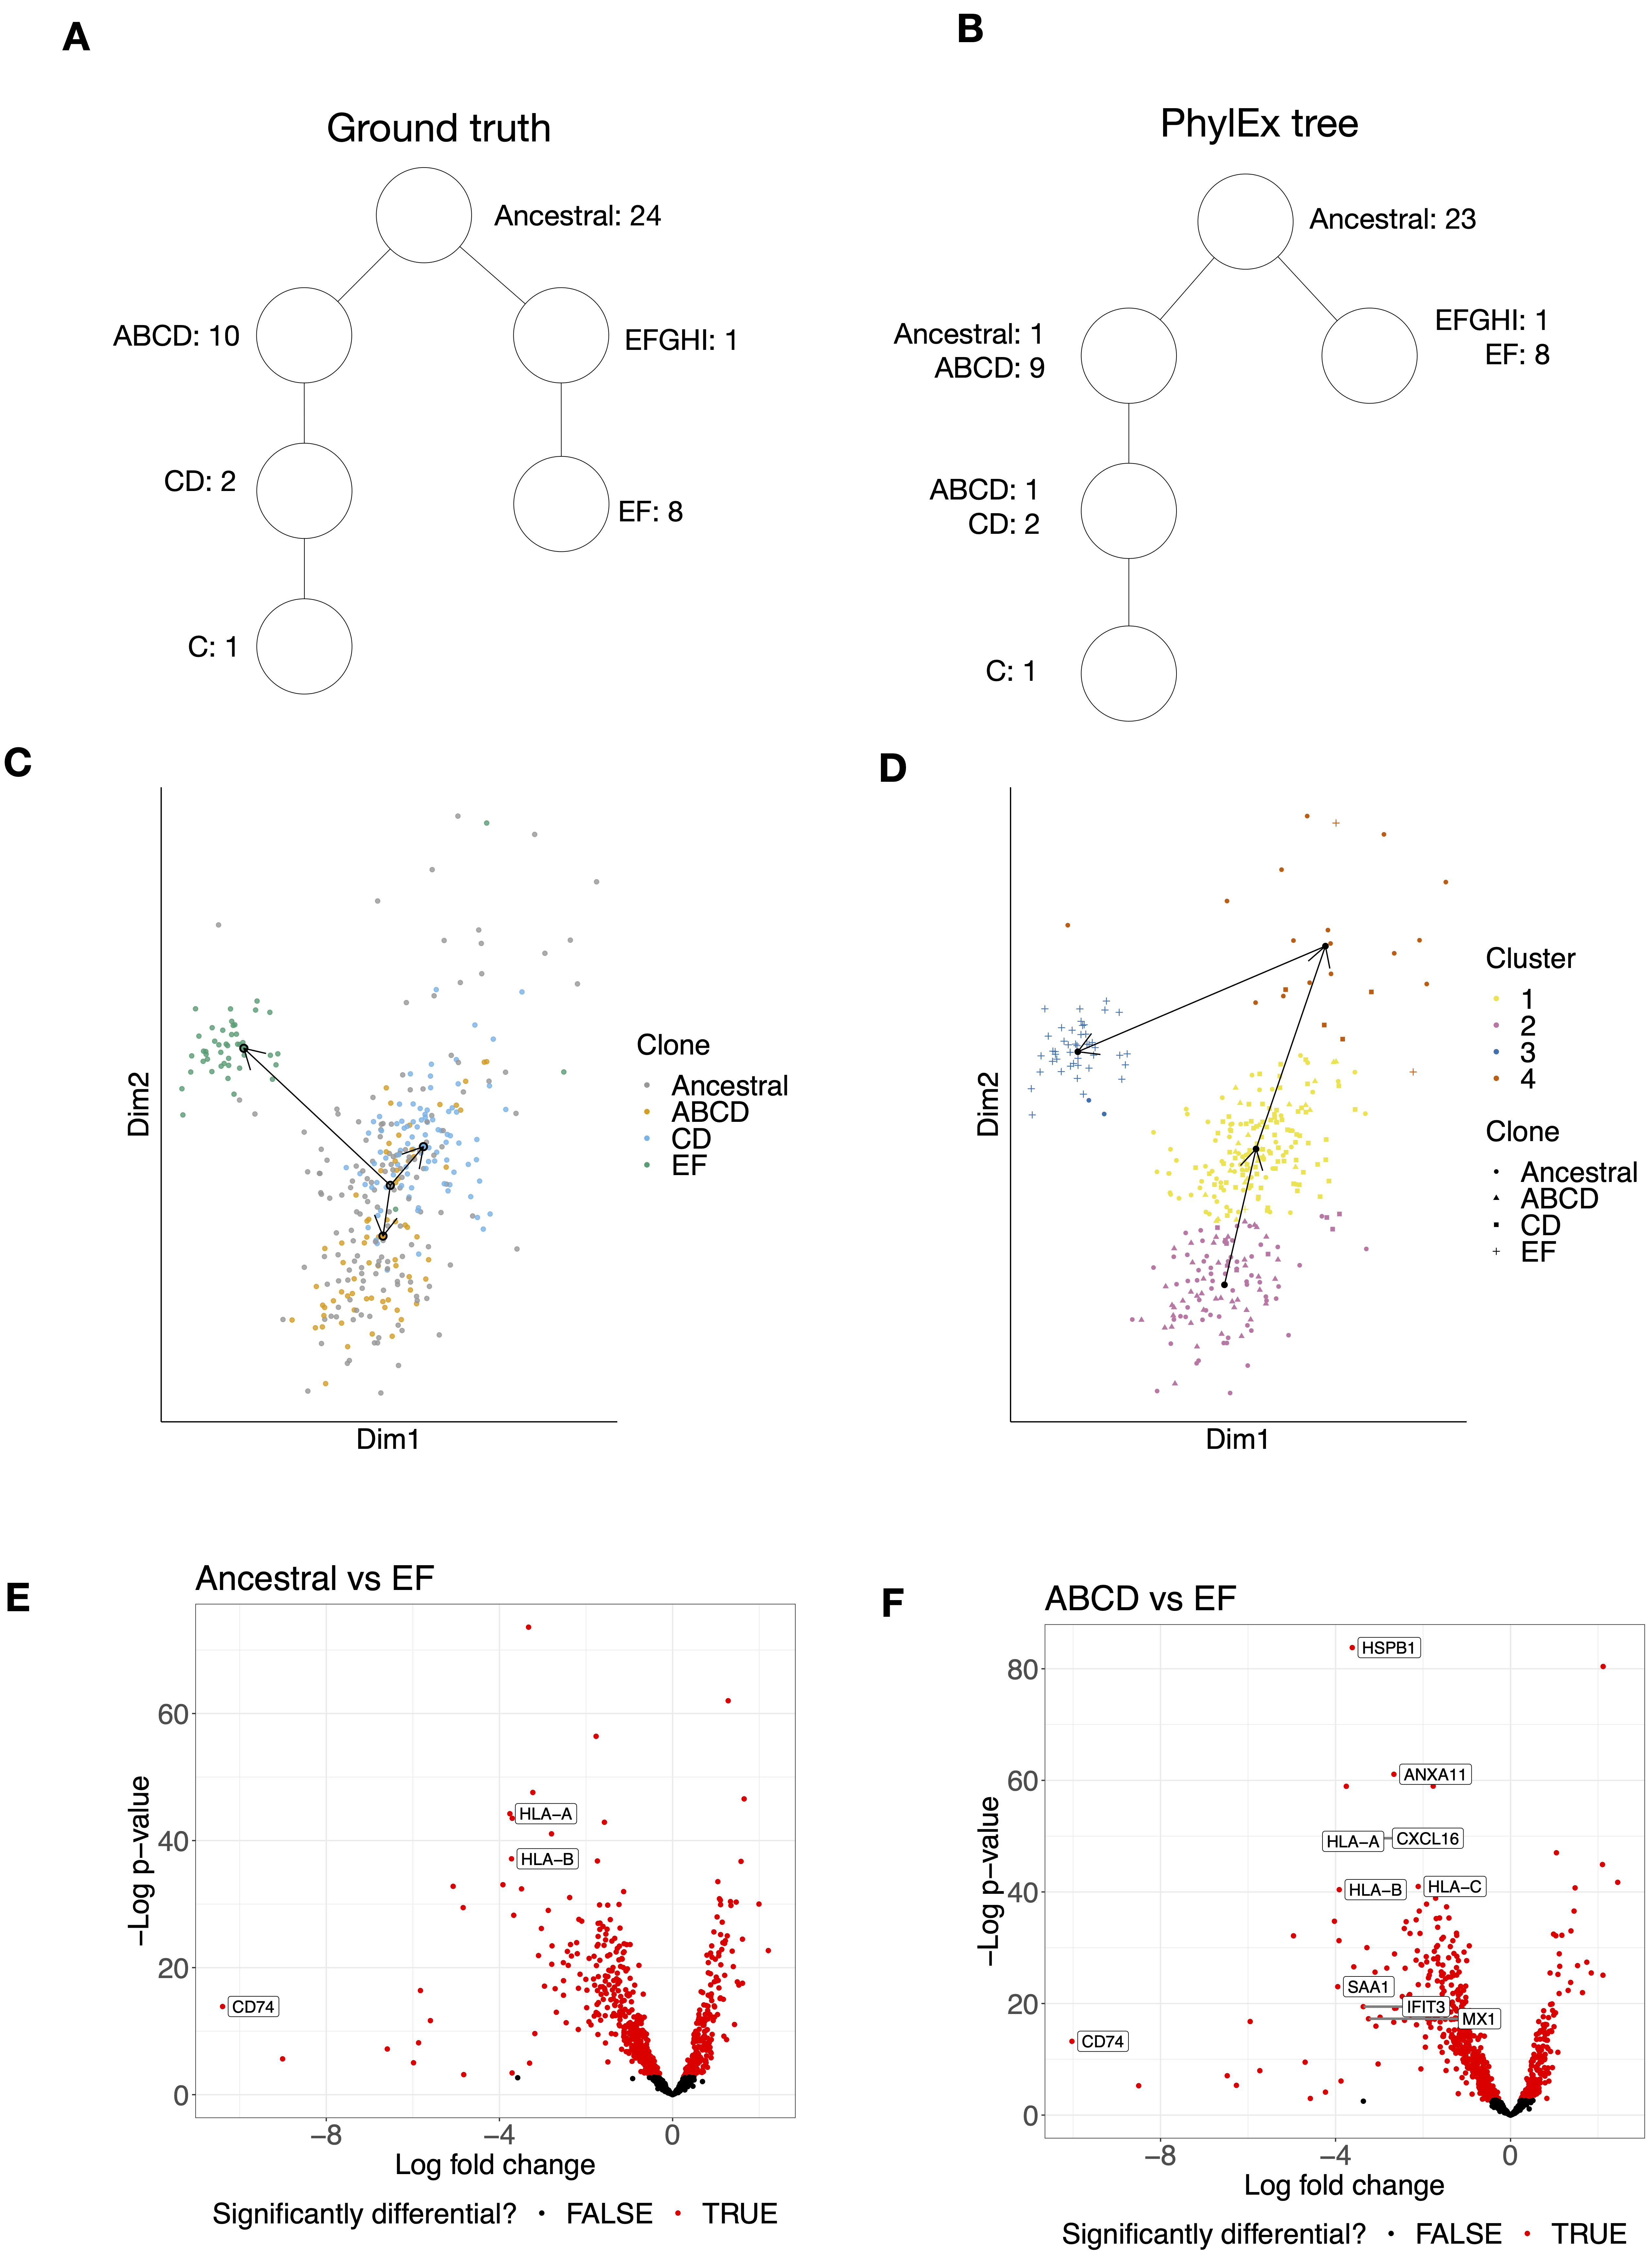 A
B
Ground truth
PhylEx tree
Ancestral: 24
Ancestral: 23
ABCD: 10
EFGHI: 1
Ancestral: 1
ABCD: 9
EFGHI: 1
EF: 8
CD: 2
EF: 8
ABCD: 1
CD: 2
C: 1
C: 1
C
D
Dim2
Dim1
Clone
Ancestral
ABCD
CD
EF
Dim2
Dim1
Cluster
1
2
3
4
Clone
Ancestral
ABCD
CD
EF
E
Ancestral vs EF
−Log p−value
60
40
20
0
HLA−A
HLA−B
CD74
−8
−4
0
Log fold change
Significantly differential?
FALSE
TRUE
F
ABCD vs EF
−Log p−value
80
60
40
20
0
HSPB1
ANXA11
HLA−A
CXCL16
HLA−B
HLA−C
SAA1
IFIT3
MX1
CD74
−8
−4
0
Log fold change
Significantly differential?
FALSE
TRUE